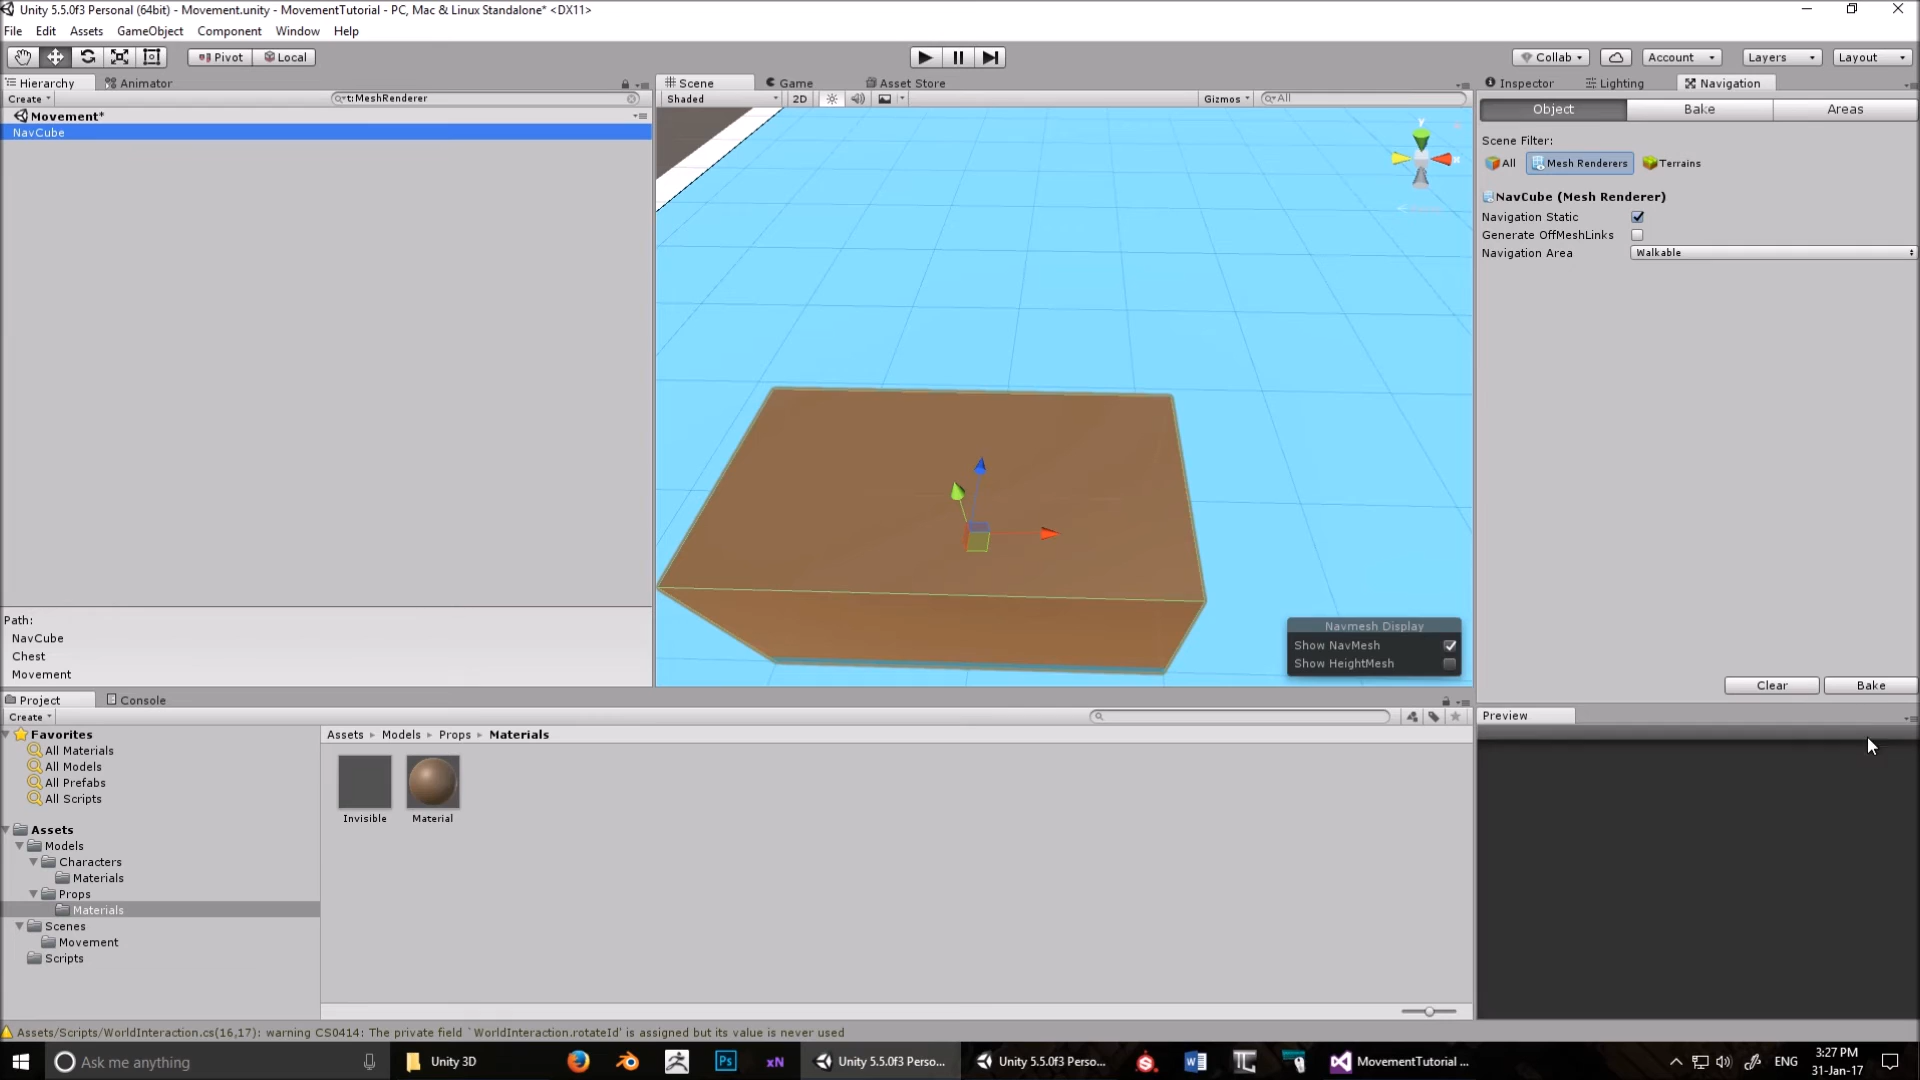 Unity 5.5.0f3 Personal (64bit) - Movement.unity - MovementTutorial - PC, Mac & Linux Standalone* <DX11>
File Edit Assets GameObject Component Window Help
Pivot Local Collab Account Layers Layout
Hierarchy Animator
Create t:MeshRenderer
Movement*
NavCube
Path:
NavCube
Chest
Movement
Scene Game Asset Store
Shaded 2D Gizmos All
y
x
Navmesh Display
Show NavMesh
Show HeightMesh
Inspector Lighting Navigation
Object Bake Areas
Scene Filter:
All Mesh Renderers Terrains
NavCube (Mesh Renderer)
Navigation Static
Generate OffMeshLinks
Navigation Area Walkable
Clear Bake
Preview
Project Console
Create
Favorites
All Materials
All Models
All Prefabs
All Scripts
Assets
Models
Characters
Materials
Props
Materials
Scenes
Movement
Scripts
Assets Models Props Materials
Invisible Material
Assets/Scripts/WorldInteraction.cs(16,17): warning CS0414: The private field `WorldInteraction.rotateId' is assigned but its value is never used
Ask me anything Unity 3D Ps xN Unity 5.5.0f3 Perso... Unity 5.5.0f3 Perso... MovementTutorial ... ENG 3:27 PM
31-Jan-17